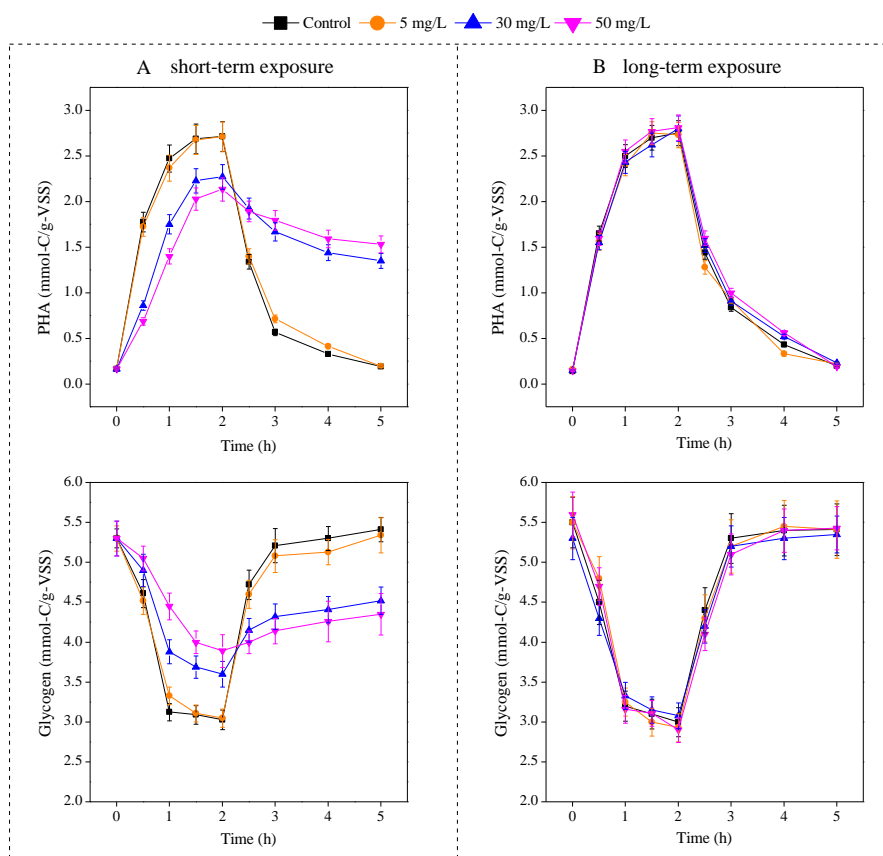 Control 5 mg/L 30 mg/L 50 mg/L
A short-term exposure
B long-term exposure
PHA (mmol-C/g-VSS)
3.0
2.5
2.0
1.5
1.0
0.5
0.0
0 1 2 3 4 5
Time (h)
PHA (mmol-C/g-VSS)
3.0
2.5
2.0
1.5
1.0
0.5
0.0
0 1 2 3 4 5
Time (h)
Glycogen (mmol-C/g-VSS)
6.0
5.5
5.0
4.5
4.0
3.5
3.0
2.5
2.0
0 1 2 3 4 5
Time (h)
Glycogen (mmol-C/g-VSS)
6.0
5.5
5.0
4.5
4.0
3.5
3.0
2.5
2.0
0 1 2 3 4 5
Time (h)